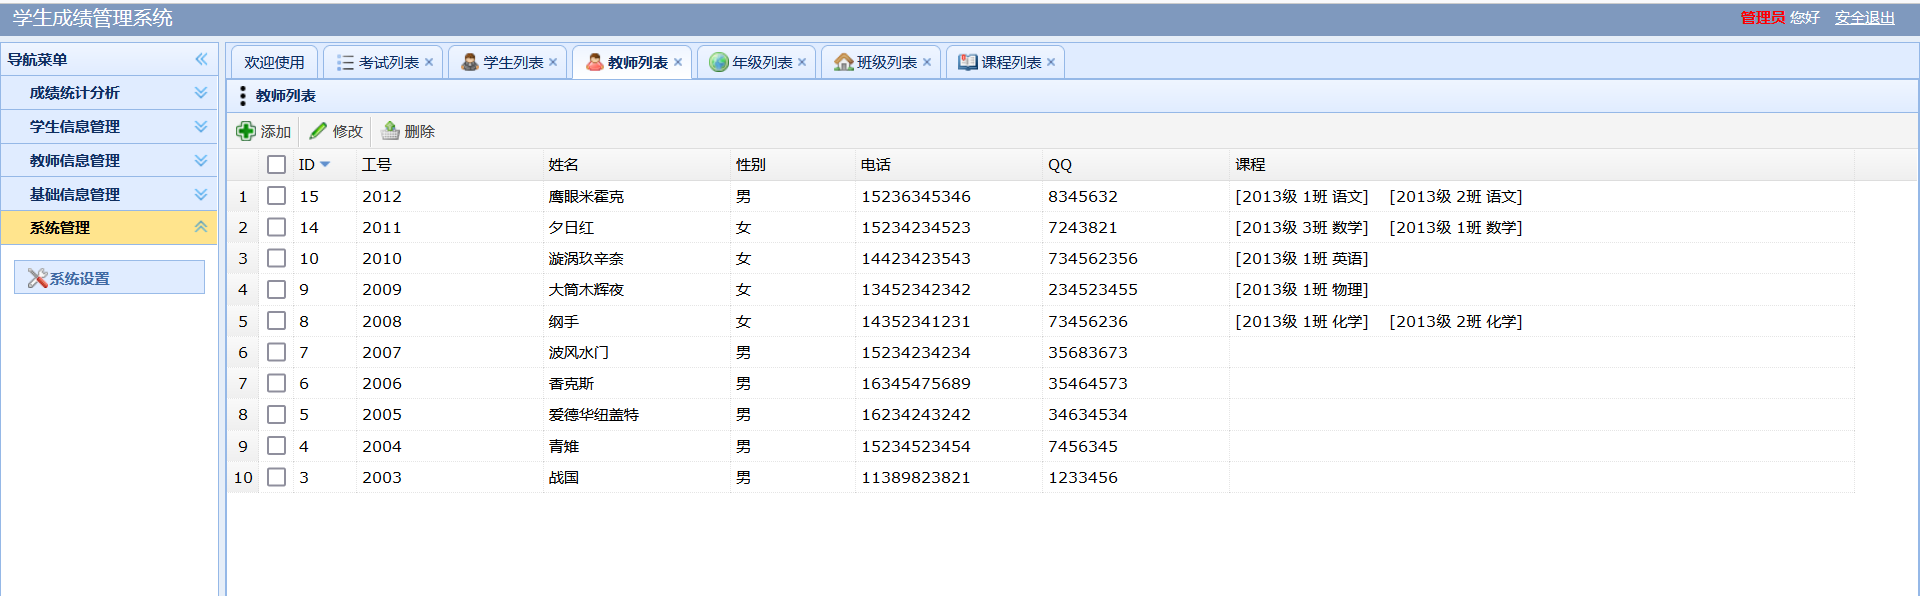 学生成绩管理系统
管理员 您好 安全退出
导航菜单
成绩统计分析
学生信息管理
教师信息管理
基础信息管理
系统管理
系统设置
欢迎使用 考试列表 学生列表 教师列表 年级列表 班级列表 课程列表
教师列表
添加 修改 删除
ID 工号 姓名 性别 电话 QQ 课程
1 15 2012 鹰眼米霍克 男 15236345346 8345632 [2013级 1班 语文] [2013级 2班 语文]
2 14 2011 夕日红 女 15234234523 7243821 [2013级 3班 数学] [2013级 1班 数学]
3 10 2010 漩涡玖辛奈 女 14423423543 734562356 [2013级 1班 英语]
4 9 2009 大筒木辉夜 女 13452342342 234523455 [2013级 1班 物理]
5 8 2008 纲手 女 14352341231 73456236 [2013级 1班 化学] [2013级 2班 化学]
6 7 2007 波风水门 男 15234234234 35683673
7 6 2006 香克斯 男 16345475689 35464573
8 5 2005 爱德华纽盖特 男 16234243242 34634534
9 4 2004 青雉 男 15234523454 7456345
10 3 2003 战国 男 11389823821 1233456